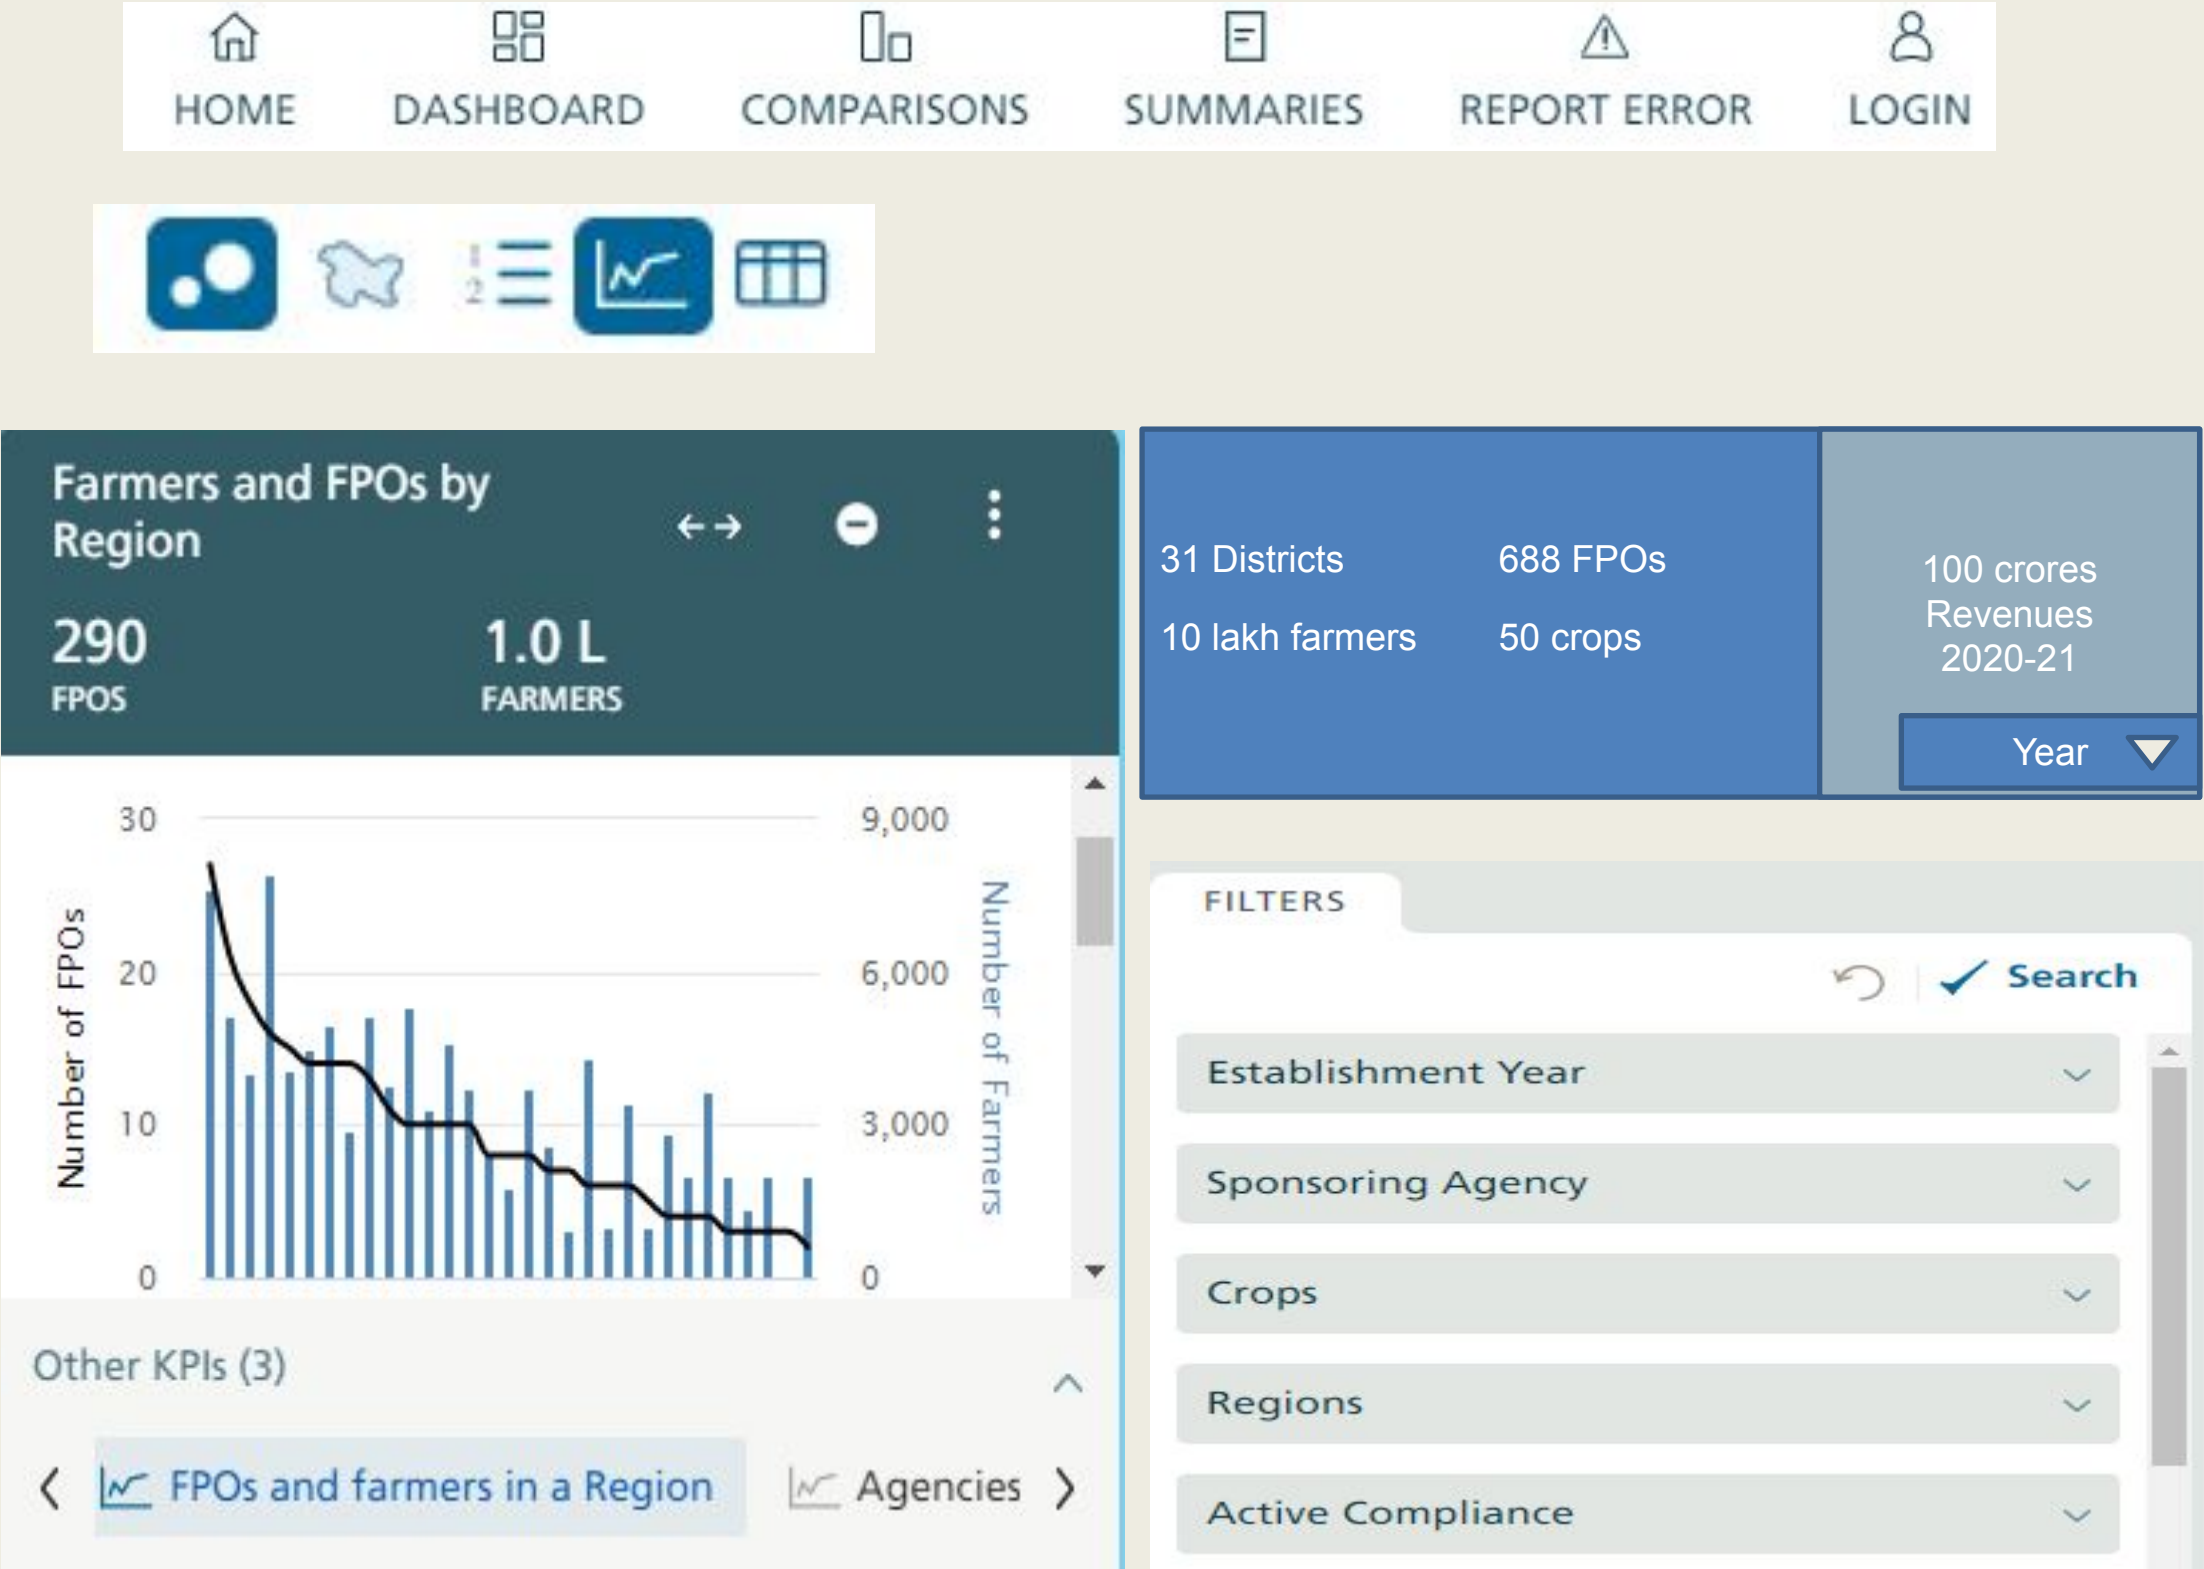 HOME DASHBOARD COMPARISONS SUMMARIES REPORT ERROR LOGIN
1
2
Farmers and FPOs by
Region
290 1.0 L
FPOS FARMERS
30 9,000
20 6,000
10 3,000
0 0
Number of FPOs
Number of Farmers
Other KPIs (3)
FPOs and farmers in a Region Agencies
31 Districts 688 FPOs
10 lakh farmers 50 crops
100 crores
Revenues
2020-21
Year
FILTERS
Search
Establishment Year
Sponsoring Agency
Crops
Regions
Active Compliance